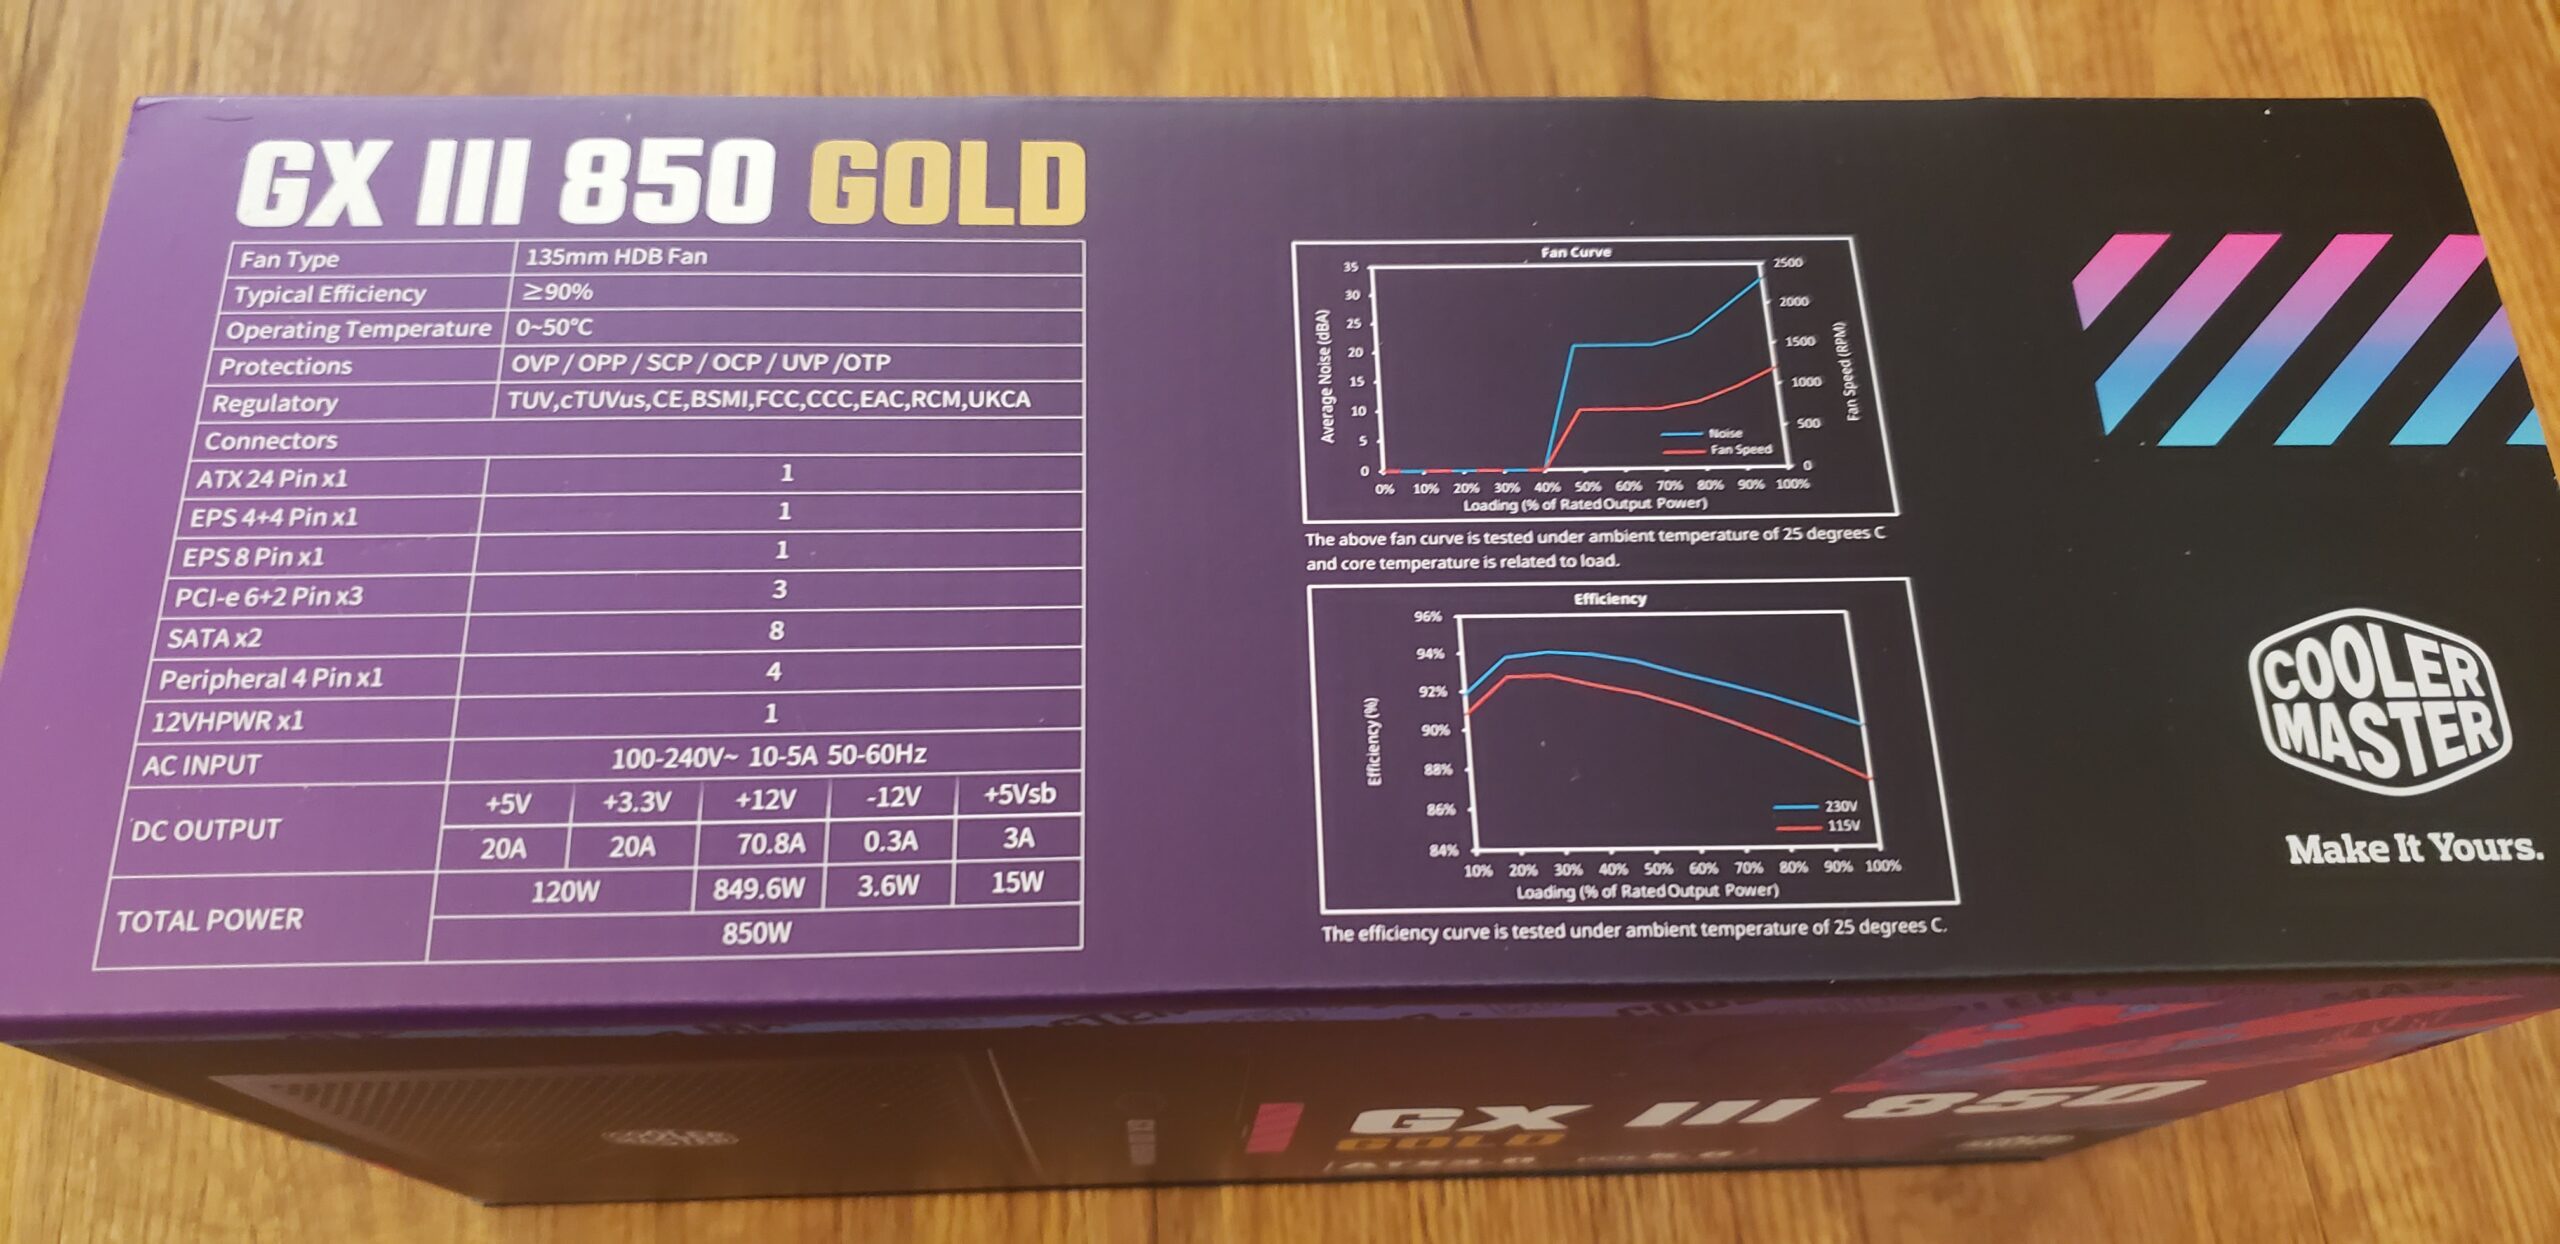 GX III 850 GOLD
Fan Type 135mm HDB Fan
Typical Efficiency ≥90%
Operating Temperature 0~50°C
Protections OVP / OPP / SCP / OCP / UVP /OTP
Regulatory TUV,cTUVus,CE,BSMI,FCC,CCC,EAC,RCM,UKCA
Connectors
ATX 24 Pin x1 1
EPS 4+4 Pin x1 1
EPS 8 Pin x1 1
PCI-e 6+2 Pin x3 3
SATA x2 8
Peripheral 4 Pin x1 4
12VHPWR x1 1
AC INPUT 100-240V~ 10-5A 50-60Hz
DC OUTPUT
+5V +3.3V +12V -12V +5Vsb
20A 20A 70.8A 0.3A 3A
TOTAL POWER
120W 849.6W 3.6W 15W
850W
Fan Curve
Average Noise (dBA)
35
30
25
20
15
10
5
0
2500
2000
1500
1000
500
0
Fan Speed (RPM)
Noise
Fan Speed
0% 10% 20% 30% 40% 50% 60% 70% 80% 90% 100%
Loading (% of Rated Output Power)
The above fan curve is tested under ambient temperature of 25 degrees C
and core temperature is related to load.
Efficiency
Efficiency (%)
96%
94%
92%
90%
88%
86%
84%
230V
115V
10% 20% 30% 40% 50% 60% 70% 80% 90% 100%
Loading (% of Rated Output Power)
The efficiency curve is tested under ambient temperature of 25 degrees C.
COOLER
MASTER
Make It Yours.
COOLER
MASTER
GX III 850
GOLD